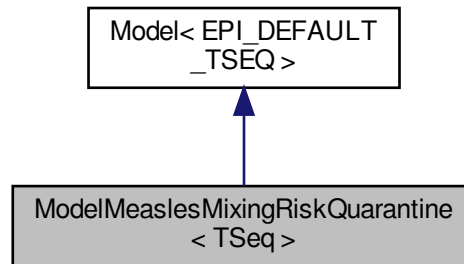 Model< EPI_DEFAULT
_TSEQ >
ModelMeaslesMixingRiskQuarantine
< TSeq >